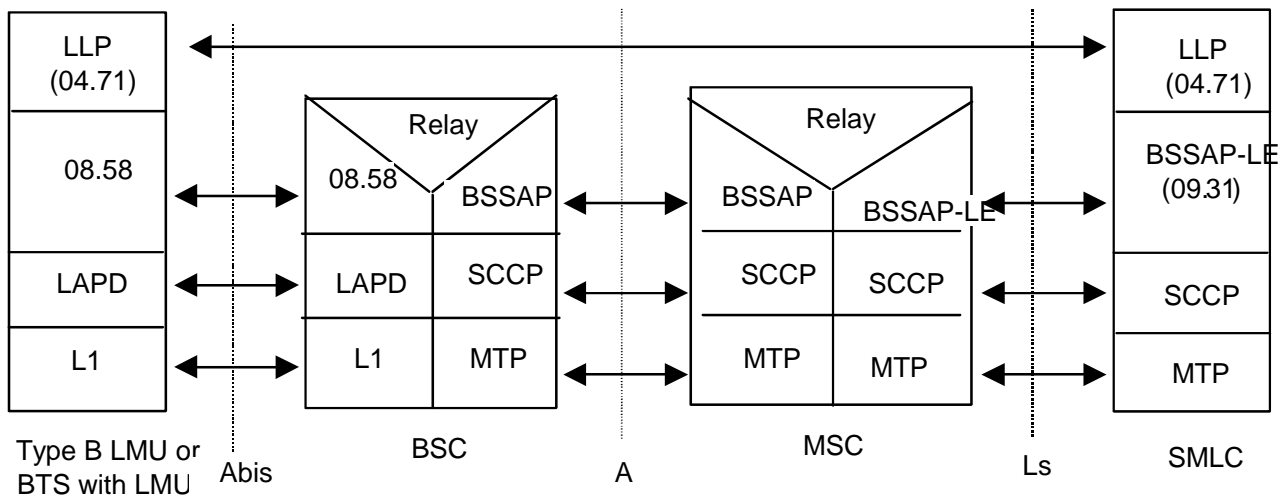 LLP
(04.71)
08.58
LAPD
L1
Type B LMU or
BTS with LMU
Abis
Relay
08.58
BSSAP
LAPD
SCCP
L1
MTP
BSC
A
Relay
BSSAP
BSSAP-LE
SCCP
SCCP
MTP
MTP
MSC
Ls
LLP
(04.71)
BSSAP-LE
(09.31)
SCCP
MTP
SMLC